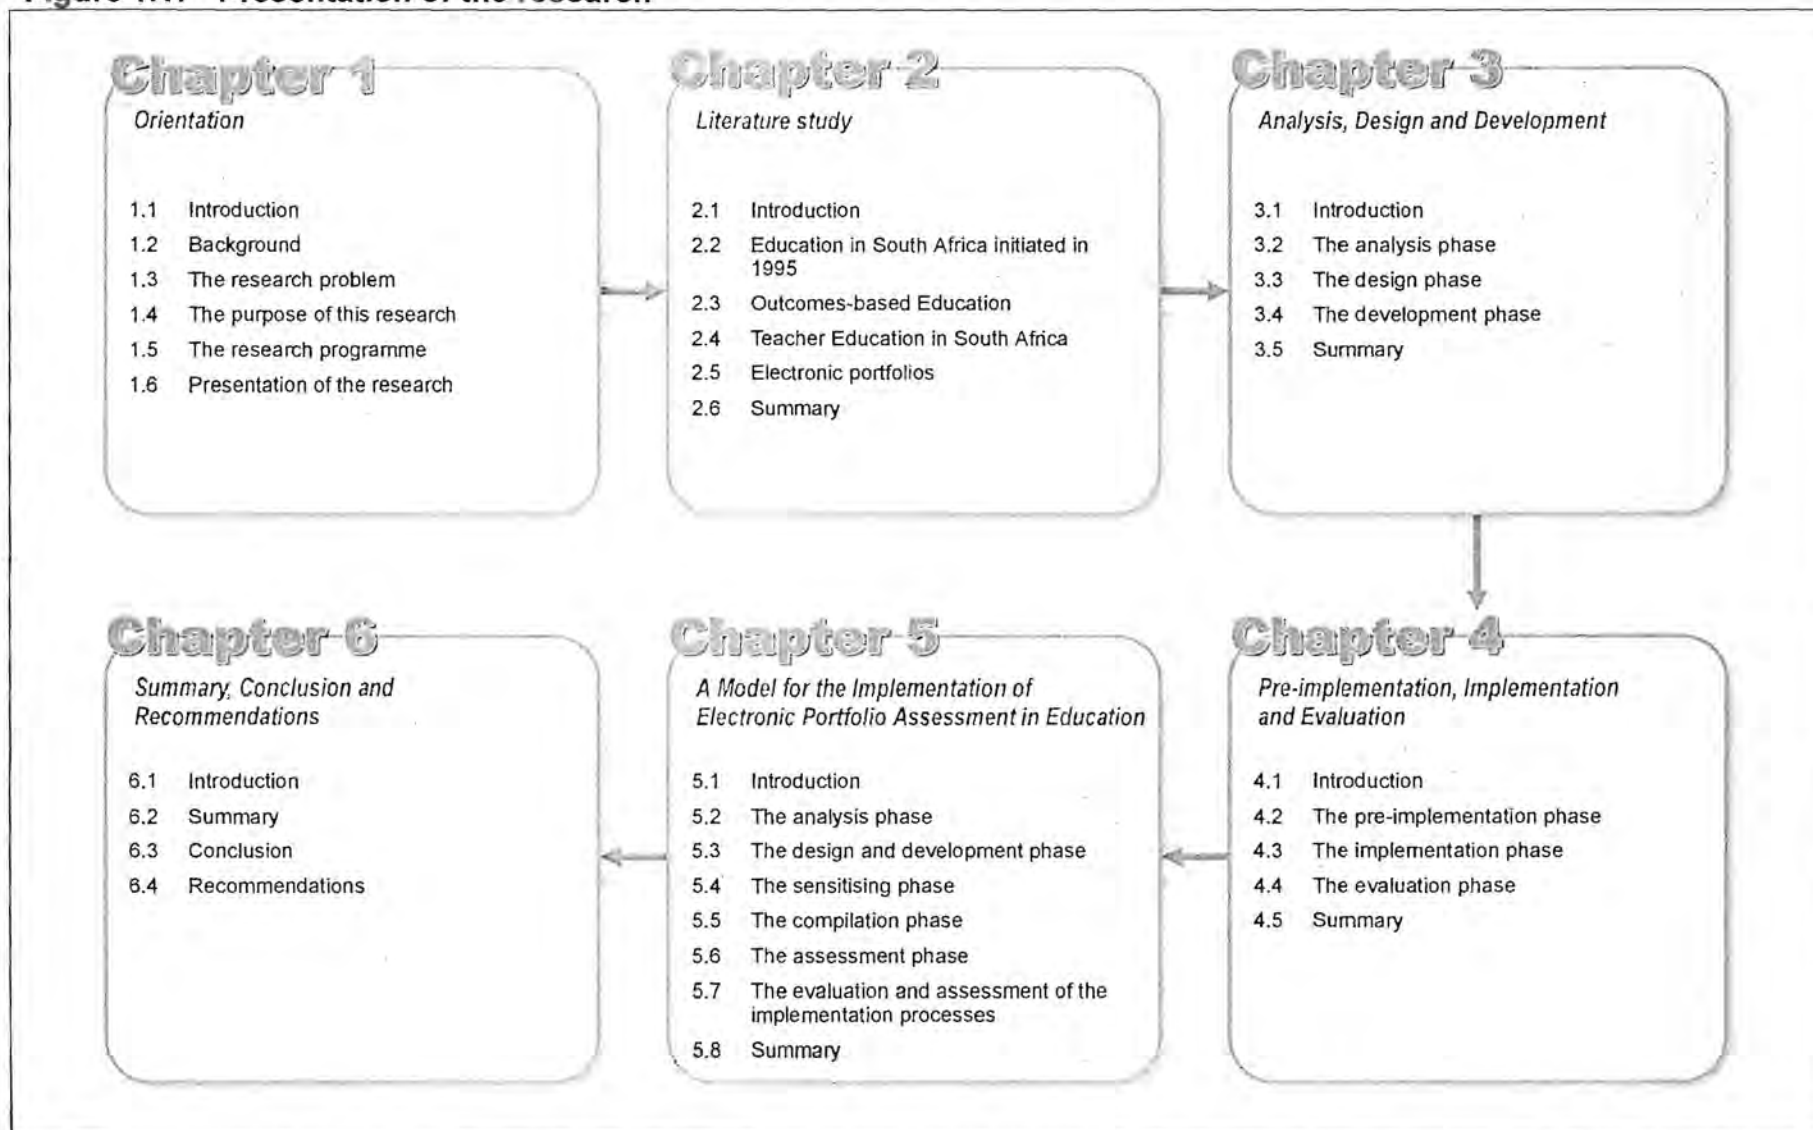 Presentation of the research
Chapter 1
Orientation
1.1 Introduction
1.2 Background
1.3 The research problem
1.4 The purpose of this research
1.5 The research programme
1.6 Presentation of the research
Chapter 2
Literature study
2.1 Introduction
2.2 Education in South Africa initiated in
1995
2.3 Outcomes-based Education
2.4 Teacher Education in South Africa
2.5 Electronic portfolios
2.6 Summary
Chapter 3
Analysis, Design and Development
3.1 Introduction
3.2 The analysis phase
3.3 The design phase
3.4 The development phase
3.5 Summary
Chapter 4
Pre-implementation, Implementation
and Evaluation
4.1 Introduction
4.2 The pre-implementation phase
4.3 The implementation phase
4.4 The evaluation phase
4.5 Summary
Chapter 5
A Model for the Implementation of
Electronic Portfolio Assessment in Education
5.1 Introduction
5.2 The analysis phase
5.3 The design and development phase
5.4 The sensitising phase
5.5 The compilation phase
5.6 The assessment phase
5.7 The evaluation and assessment of the
implementation processes
5.8 Summary
Chapter 6
Summary, Conclusion and
Recommendations
6.1 Introduction
6.2 Summary
6.3 Conclusion
6.4 Recommendations